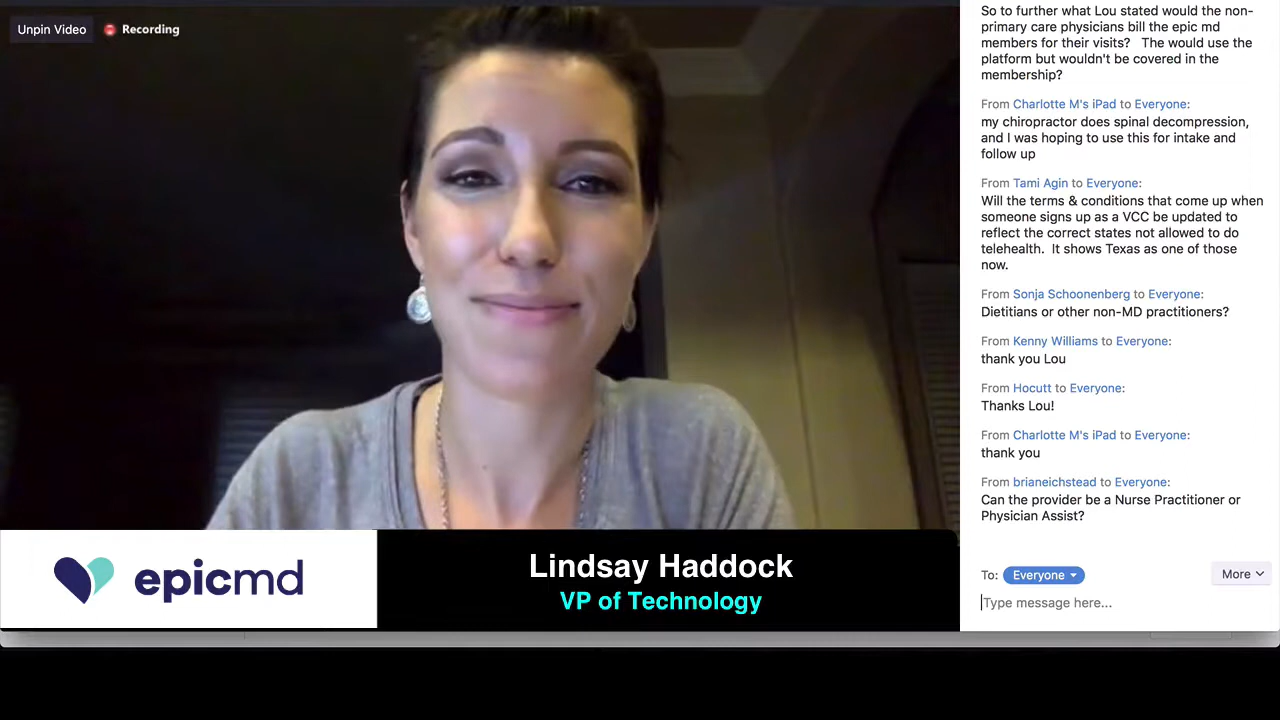 Unpin Video
Recording
So to further what Lou stated would the non-
primary care physicians bill the epic md
members for their visits? The would use the
platform but wouldn't be covered in the
membership?
From Charlotte M's iPad to Everyone:
my chiropractor does spinal decompression,
and I was hoping to use this for intake and
follow up
From Tami Agin to Everyone:
Will the terms & conditions that come up when
someone signs up as a VCC be updated to
reflect the correct states not allowed to do
telehealth. It shows Texas as one of those
now.
From Sonja Schoonenberg to Everyone:
Dietitians or other non-MD practitioners?
From Kenny Williams to Everyone:
thank you Lou
From Hocutt to Everyone:
Thanks Lou!
From Charlotte M's iPad to Everyone:
thank you
From brianeichstead to Everyone:
Can the provider be a Nurse Practitioner or
Physician Assist?
To: Everyone
More
Type message here...
epicmd
Lindsay Haddock
VP of Technology